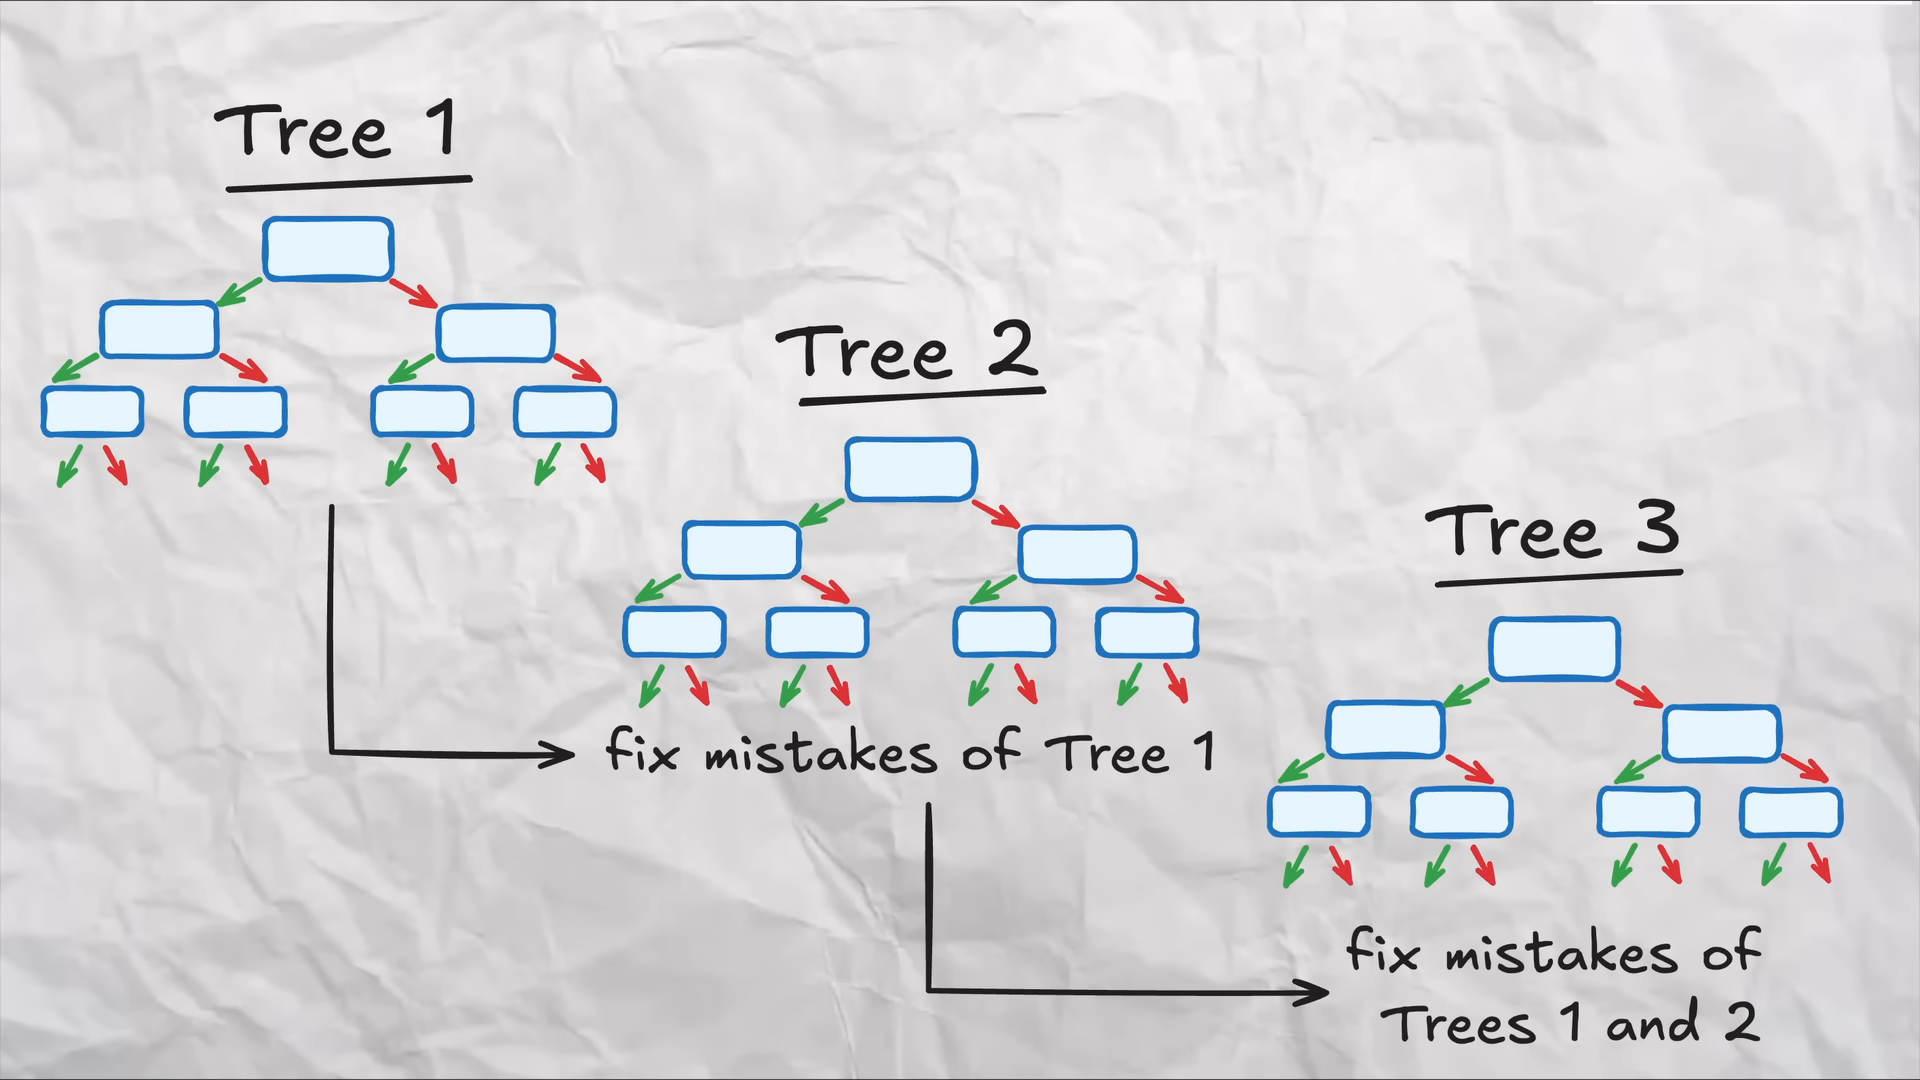 Tree 1
Tree 2
Tree 3
fix mistakes of Tree 1
fix mistakes of
Trees 1 and 2